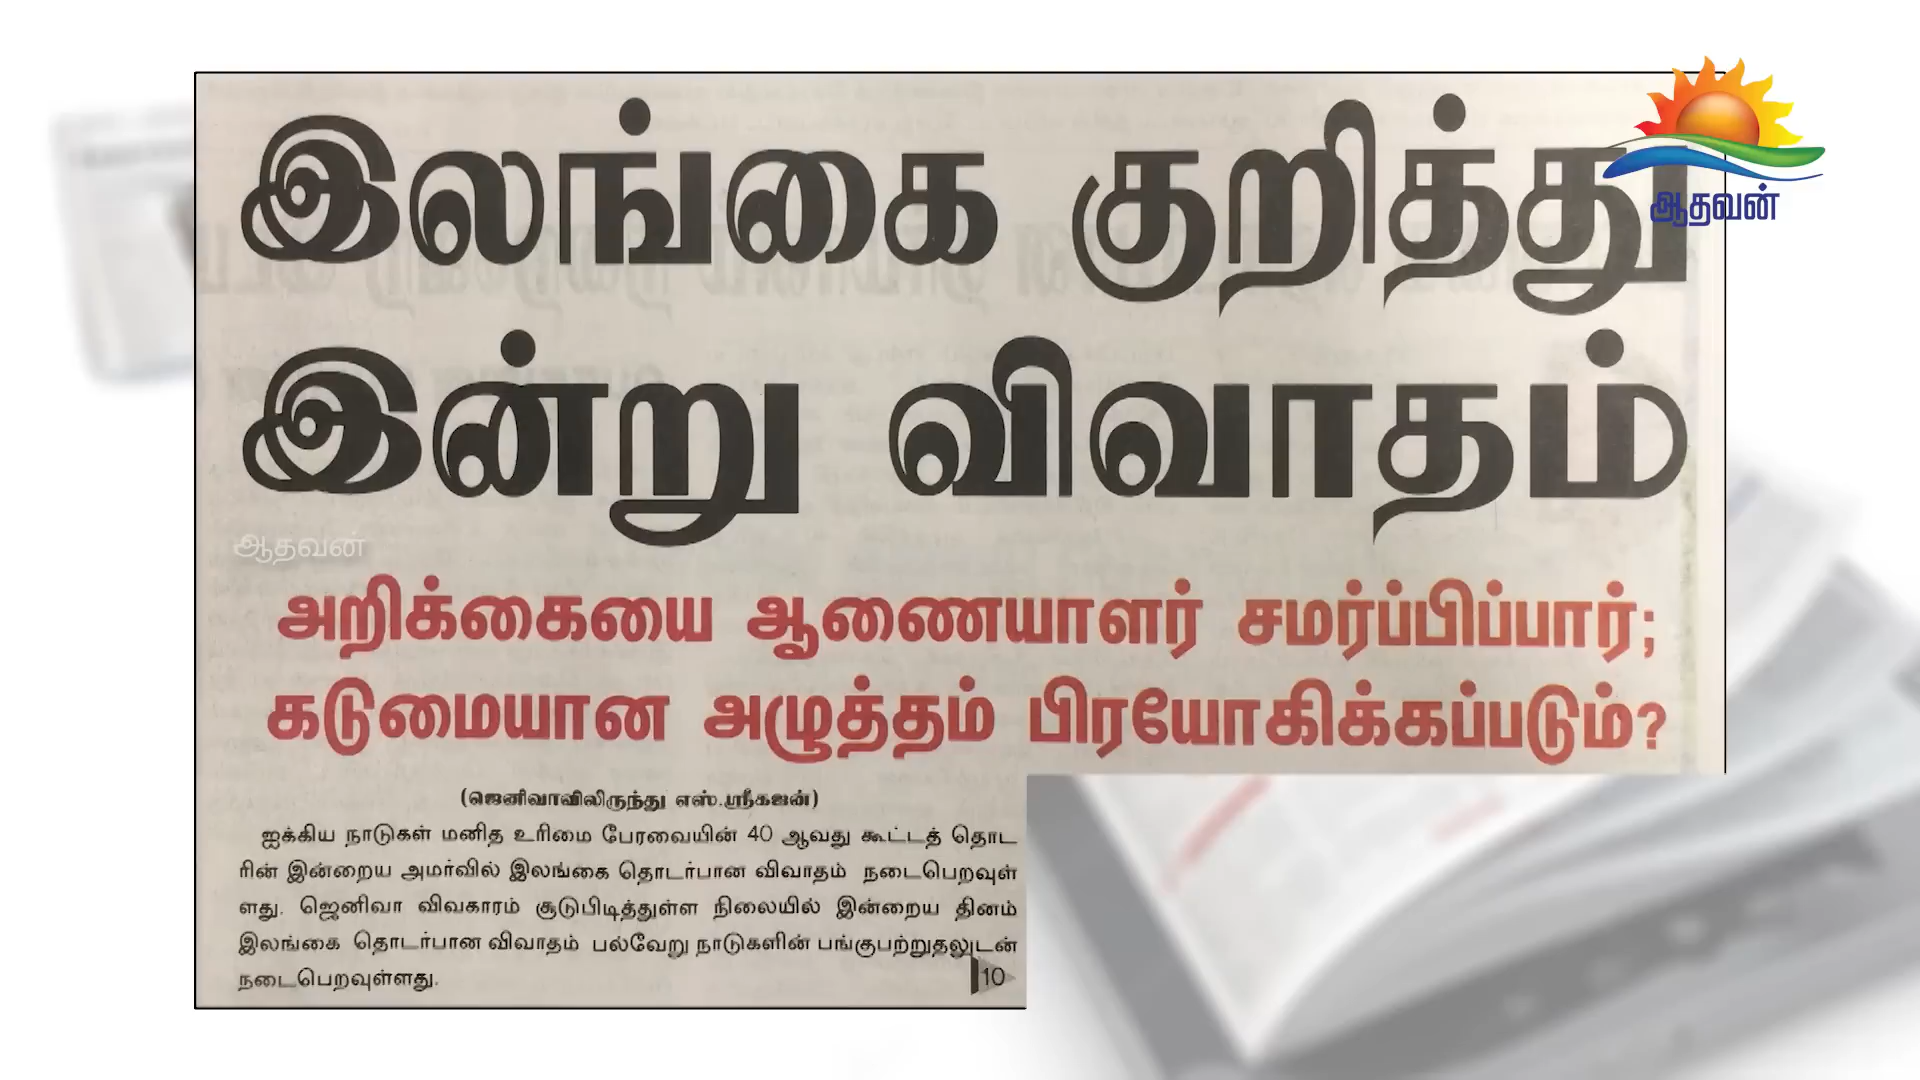 இலங்கை குறித்து
ஆதவன்
இன்று விவாதம்
ஆதவன்
அறிக்கையை ஆணையாளர் சமர்ப்பிப்பார்;
கடுமையான அழுத்தம் பிரயோகிக்கப்படும்?
(ஜெனிவாவிலிருந்து எஸ்.ஸ்ரீகஜன்)
ஐக்கிய நாடுகள் மனித உரிமை பேரவையின் 40 ஆவது கூட்டத் தொட
ரின் இன்றைய அமர்வில் இலங்கை தொடர்பான விவாதம் நடைபெறவுள்
ளது. ஜெனிவா விவகாரம் சூடுபிடித்துள்ள நிலையில் இன்றைய தினம்
இலங்கை தொடர்பான விவாதம் பல்வேறு நாடுகளின் பங்குபற்றுதலுடன்
நடைபெறவுள்ளது.
10